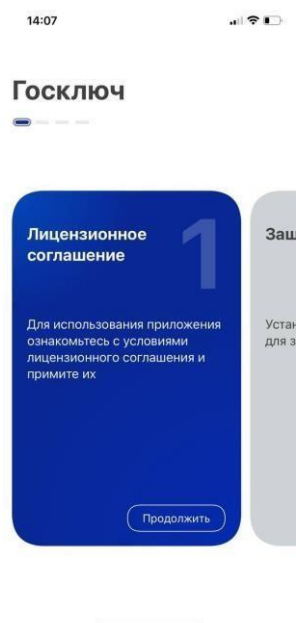 14:07
Госключ
Лицензионное
соглашение
1
Для использования приложения
ознакомьтесь с условиями
лицензионного соглашения и
примите их
Продолжить